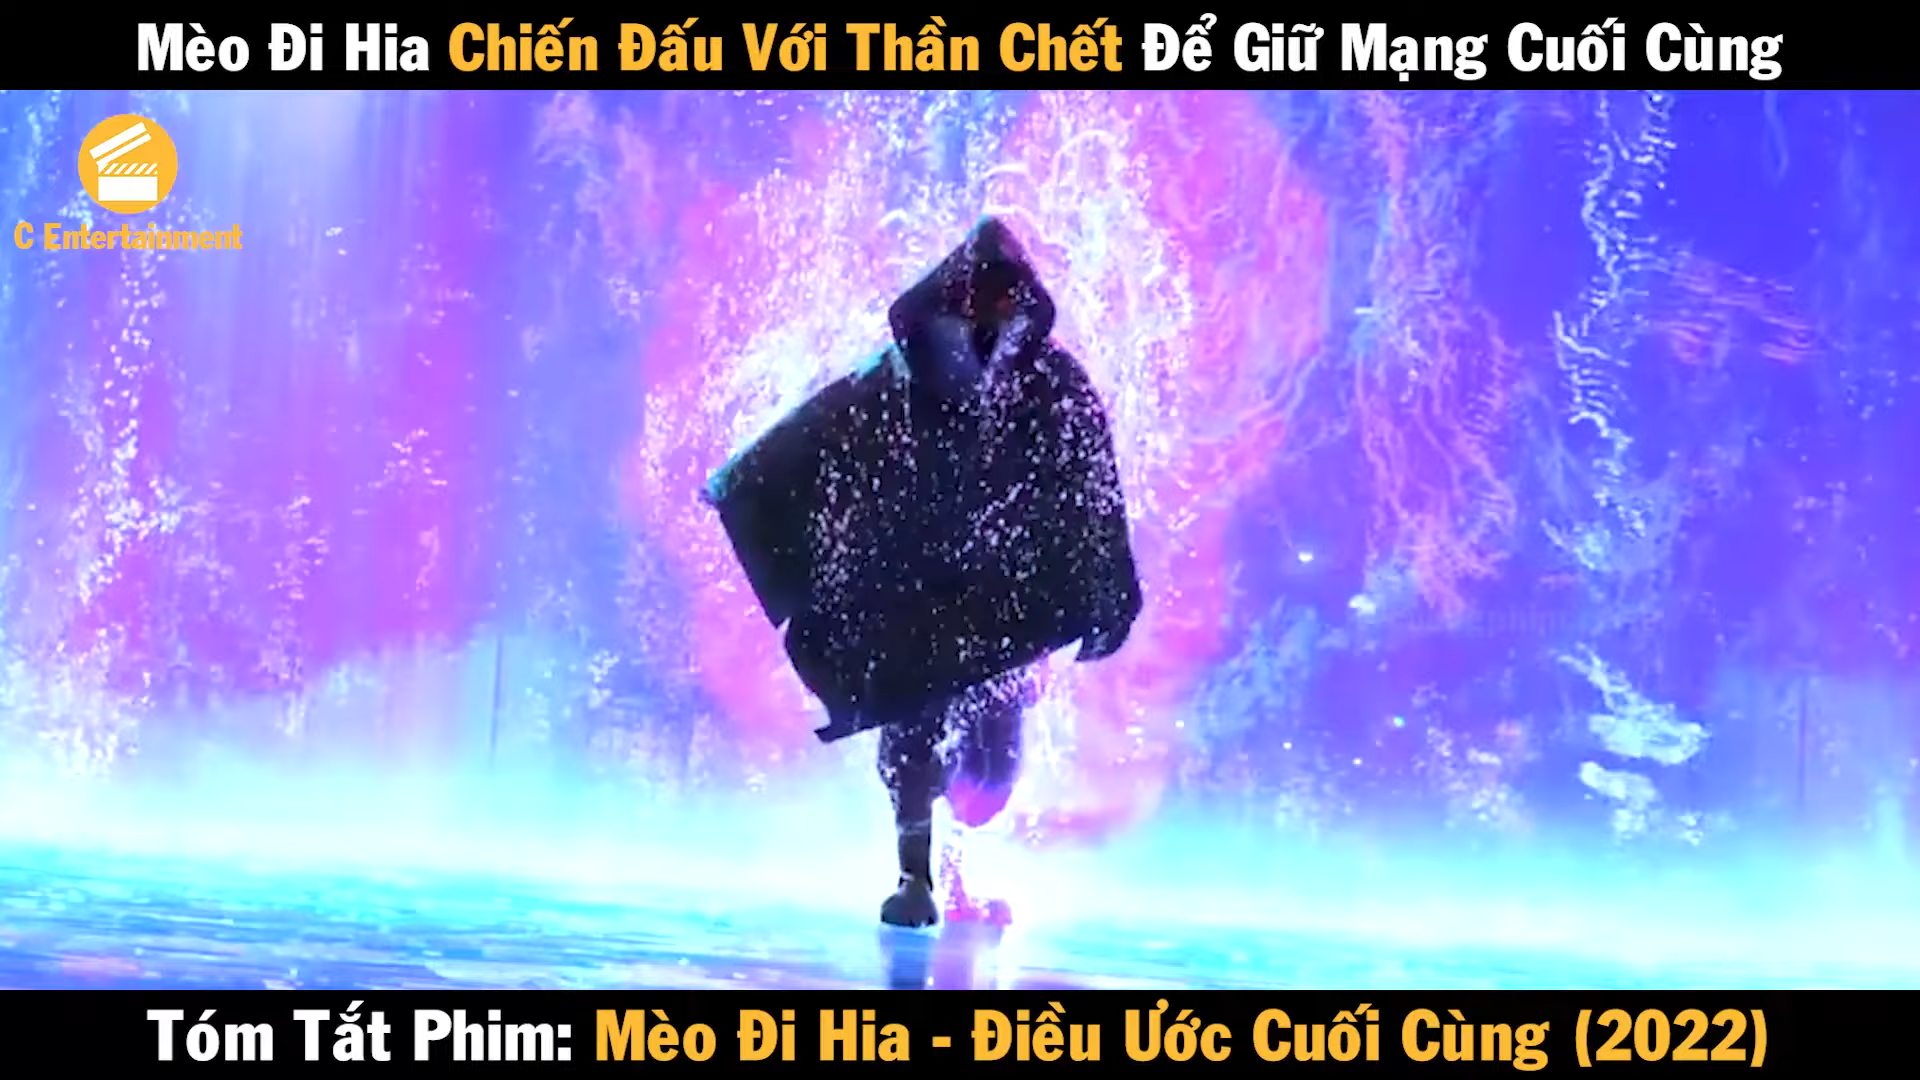 Mèo Đi Hia Chiến Đấu Với Thần Chết Để Giữ Mạng Cuối Cùng
C Entertainment
Tóm Tắt Phim: Mèo Đi Hia - Điều Ước Cuối Cùng (2022)